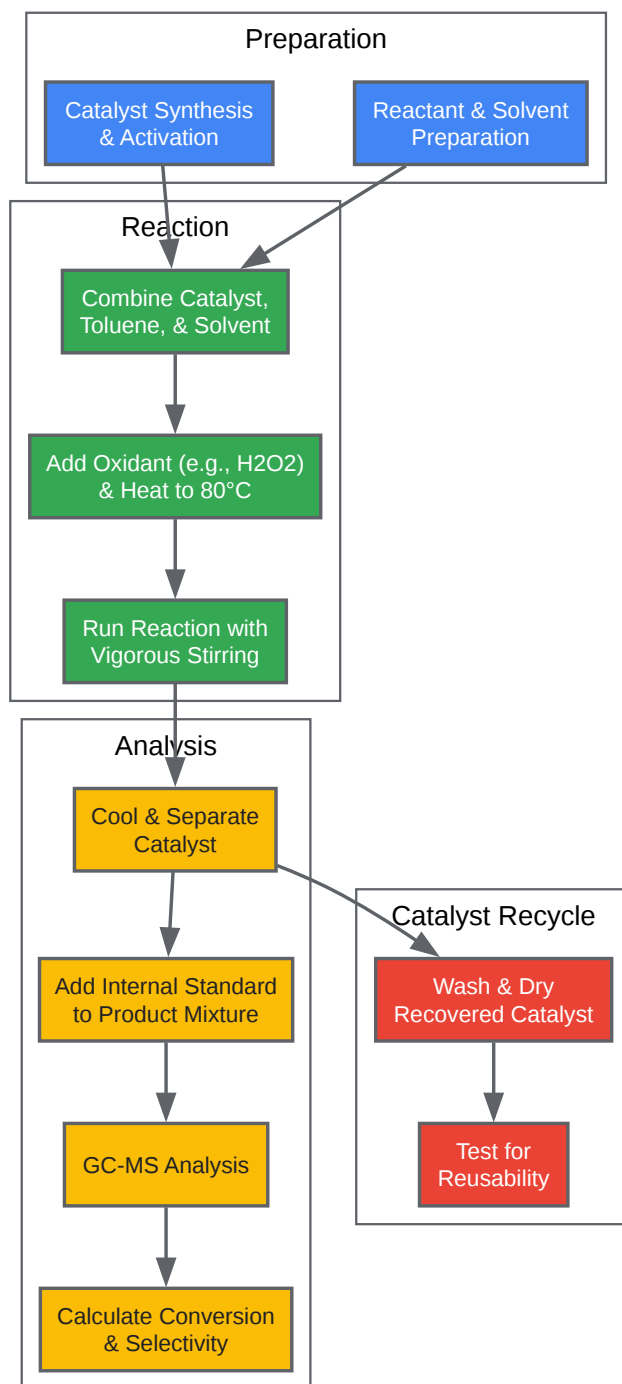 Preparation
Catalyst Synthesis
& Activation
Reactant & Solvent
Preparation
Reaction
Combine Catalyst,
Toluene, & Solvent
Add Oxidant (e.g., H2O2)
& Heat to 80°C
Run Reaction with
Vigorous Stirring
Analysis
Cool & Separate
Catalyst
Catalyst Recycle
Add Internal Standard
to Product Mixture
Wash & Dry
Recovered Catalyst
GC-MS Analysis
Test for
Reusability
Calculate Conversion
& Selectivity